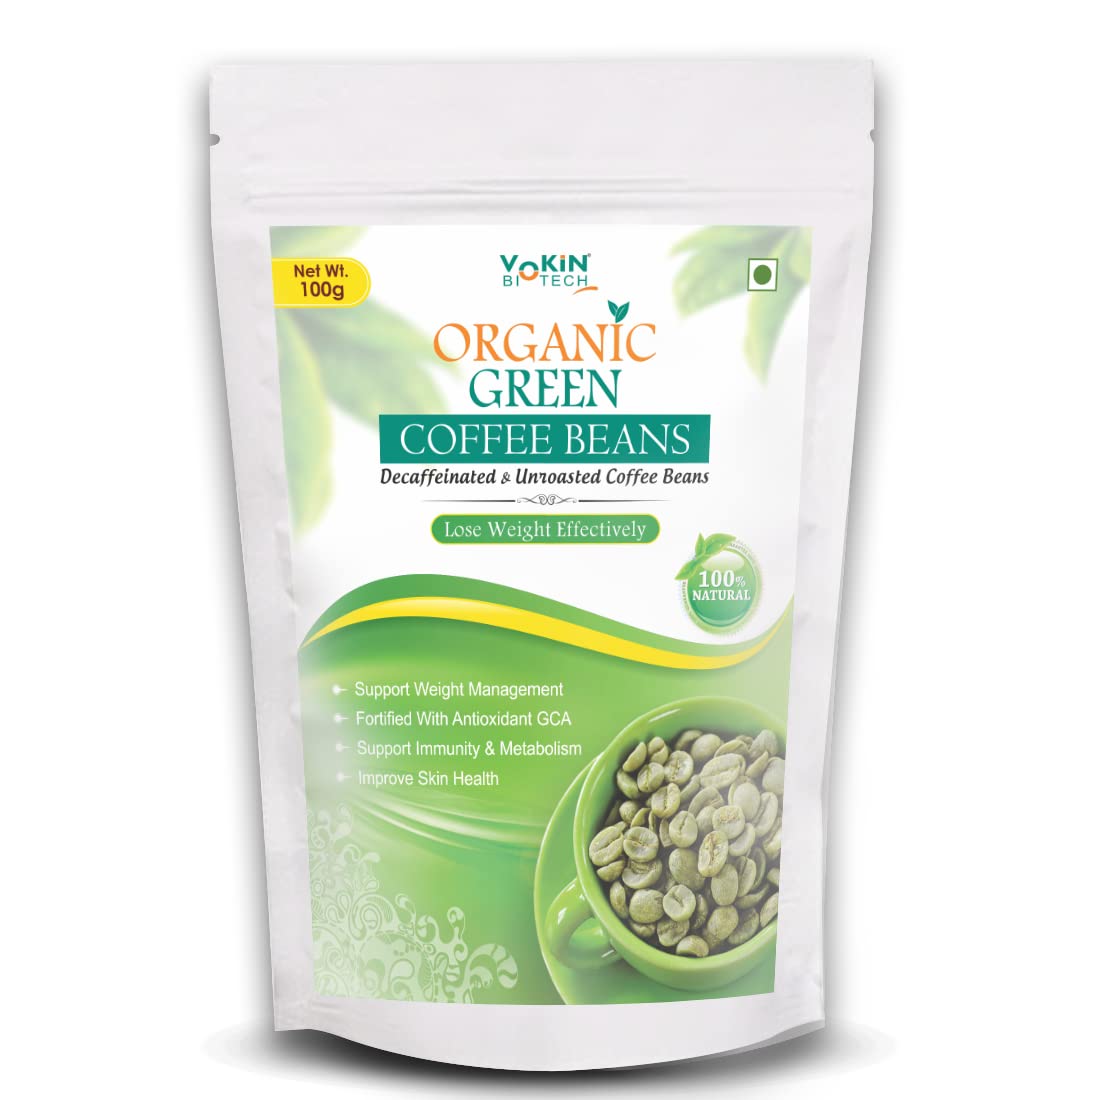 Net Wt.
100g
VOKIN®
BIOTECH
ORGANIC
GREEN
COFFEE BEANS
Decaffeinated & Unroasted Coffee Beans
Lose Weight Effectively
100%
NATURAL
Support Weight Management
Fortified With Antioxidant GCA
Support Immunity & Metabolism
Improve Skin Health